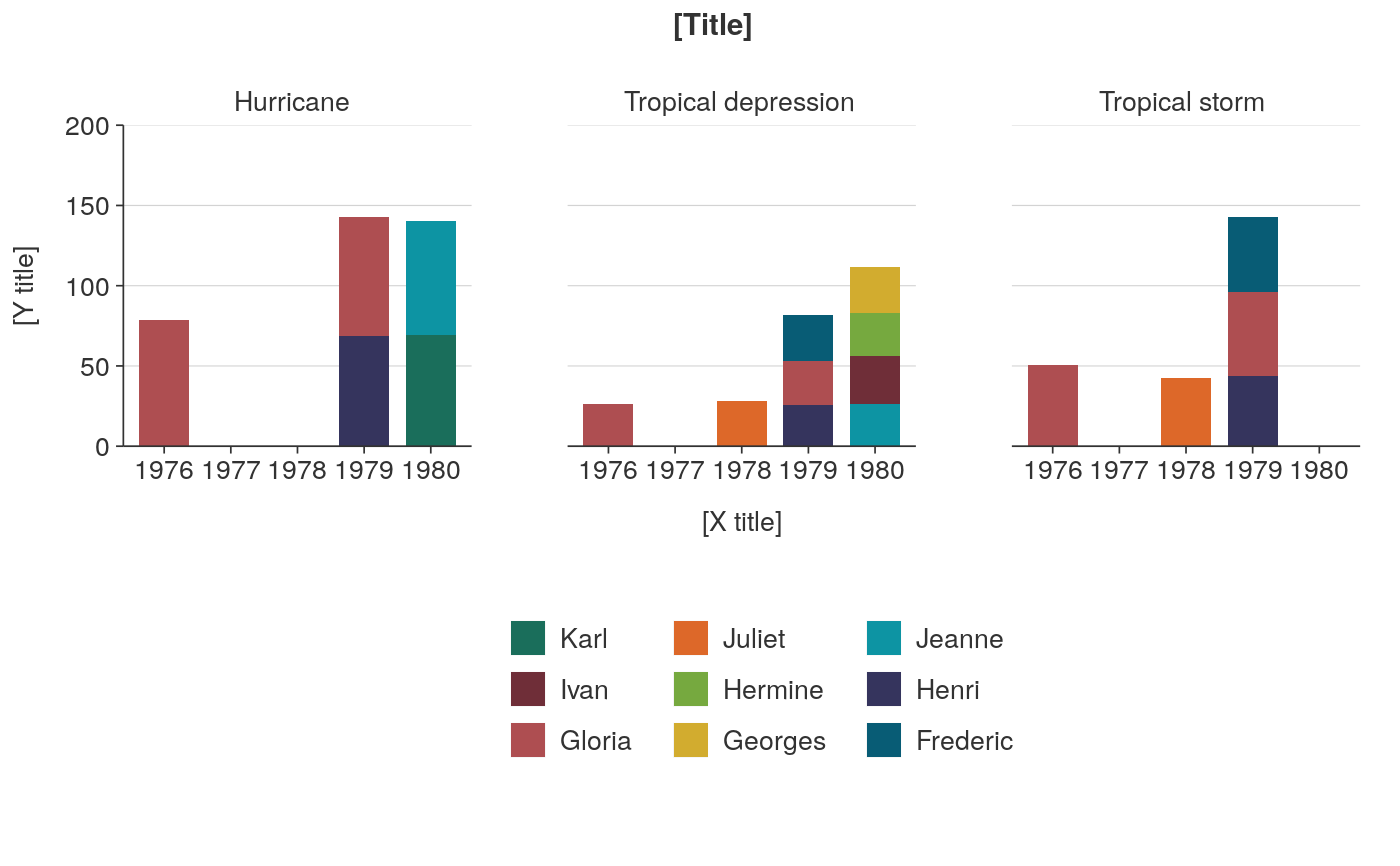 [Title]
Hurricane
Tropical depression
Tropical storm
[Y title]
200
150
100
50
0
1976 1977 1978 1979 1980
1976 1977 1978 1979 1980
1976 1977 1978 1979 1980
[X title]
Karl
Juliet
Jeanne
Ivan
Hermine
Henri
Gloria
Georges
Frederic